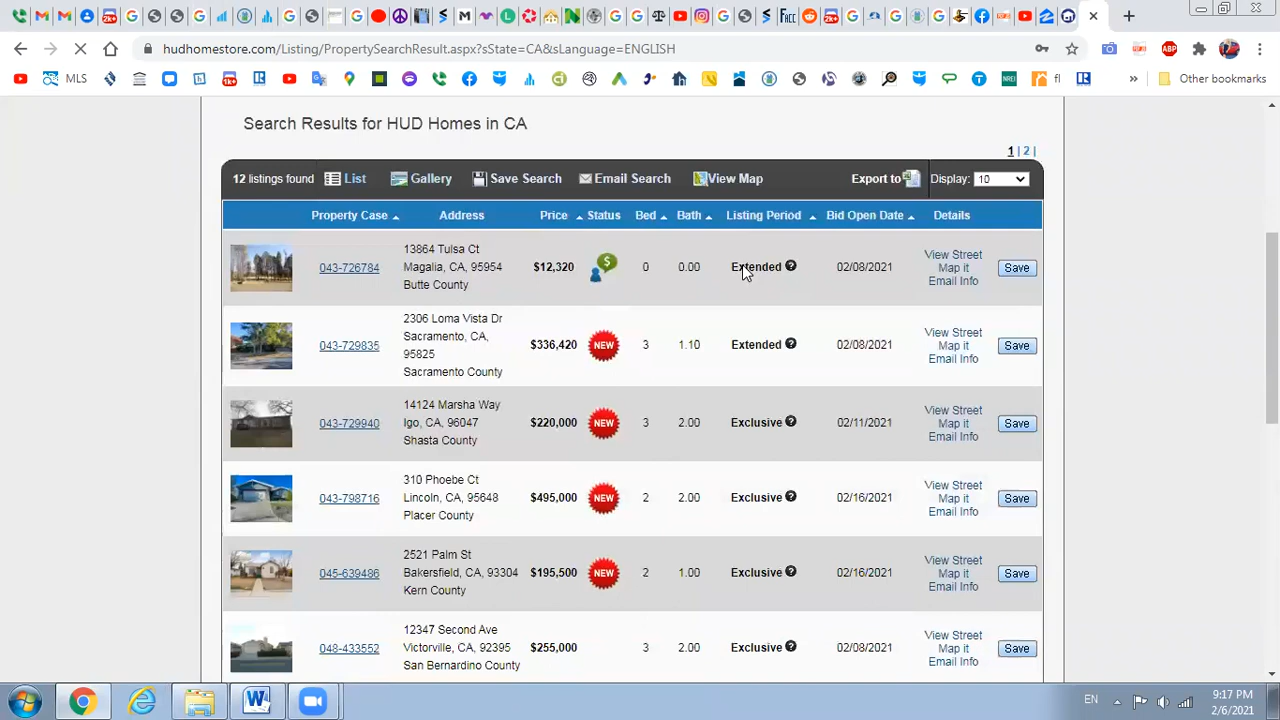 hudhomestore.com/Listing/PropertySearchResult.aspx?sState=CA&sLanguage=ENGLISH
MLS
fl
Other bookmarks
Search Results for HUD Homes in CA
1 | 2 |
12 listings found List Gallery Save Search Email Search View Map Export to Display: 10
Property Case Address Price Status Bed Bath Listing Period Bid Open Date Details
043-726784
13864 Tulsa Ct
Magalia, CA, 95954
Butte County
$12,320 0 0.00 Extended 02/08/2021
View Street
Map it
Email Info
Save
043-729835
2306 Loma Vista Dr
Sacramento, CA,
95825
Sacramento County
$336,420 NEW 3 1.10 Extended 02/08/2021
View Street
Map it
Email Info
Save
043-729940
14124 Marsha Way
Igo, CA, 96047
Shasta County
$220,000 NEW 3 2.00 Exclusive 02/11/2021
View Street
Map it
Email Info
Save
043-798716
310 Phoebe Ct
Lincoln, CA, 95648
Placer County
$495,000 NEW 2 2.00 Exclusive 02/16/2021
View Street
Map it
Email Info
Save
045-639486
2521 Palm St
Bakersfield, CA, 93304
Kern County
$195,500 NEW 2 1.00 Exclusive 02/16/2021
View Street
Map it
Email Info
Save
048-433552
12347 Second Ave
Victorville, CA, 92395
San Bernardino County
$255,000 3 2.00 Exclusive 02/08/2021
View Street
Map it
Email Info
Save
EN
9:17 PM
2/6/2021